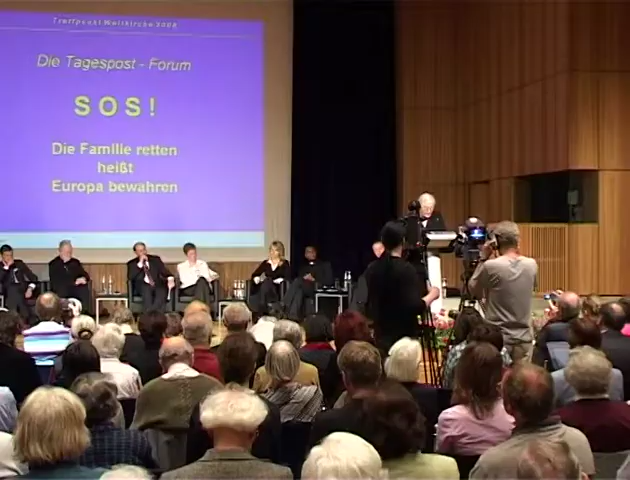 Treffpunkt Weltkirche 2008
Die Tagespost - Forum
SOS!
Die Familie retten
heißt
Europa bewahren